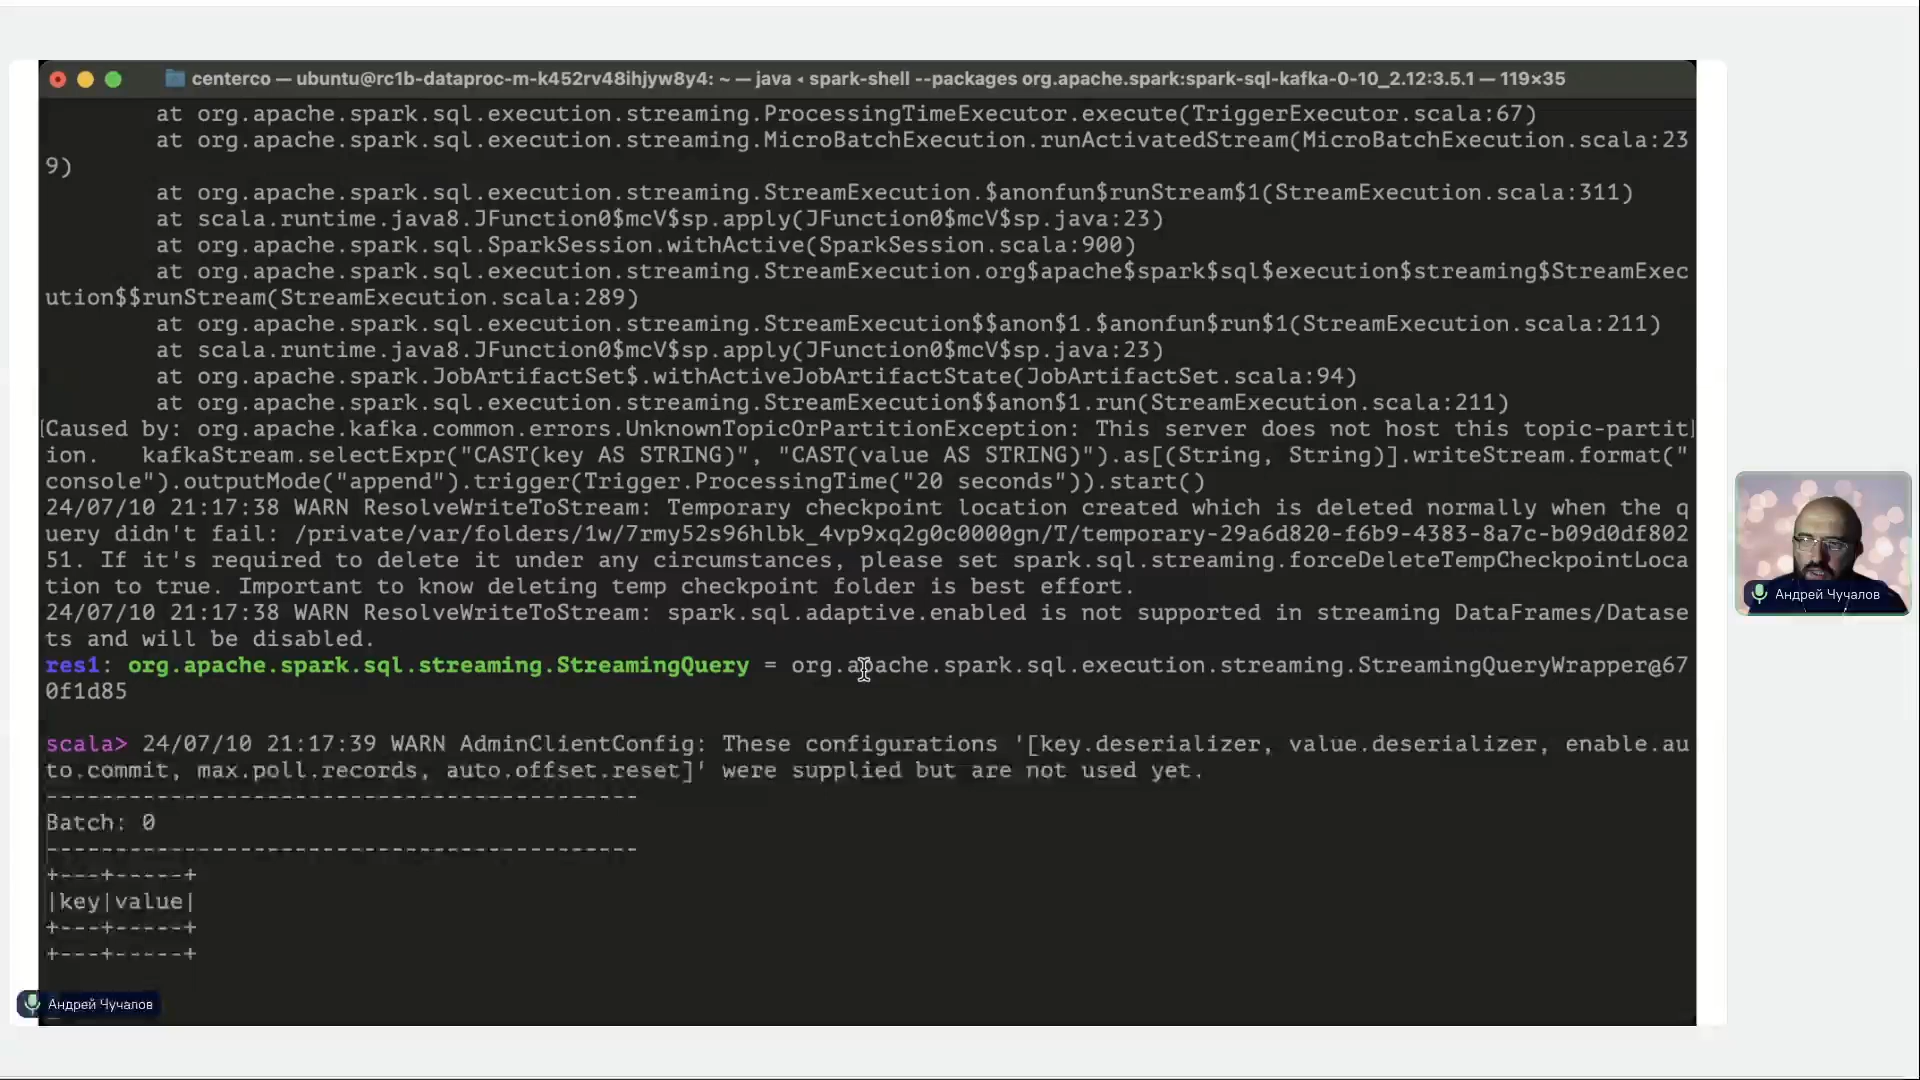 centerco — ubuntu@rc1b-dataproc-m-k452rv48ihjyw8y4: ~ — java ◂ spark-shell --packages org.apache.spark:spark-sql-kafka-0-10_2.12:3.5.1 — 119×35
at org.apache.spark.sql.execution.streaming.ProcessingTimeExecutor.execute(TriggerExecutor.scala:67)
at org.apache.spark.sql.execution.streaming.MicroBatchExecution.runActivatedStream(MicroBatchExecution.scala:23
9)
at org.apache.spark.sql.execution.streaming.StreamExecution.$anonfun$runStream$1(StreamExecution.scala:311)
at scala.runtime.java8.JFunction0$mcV$sp.apply(JFunction0$mcV$sp.java:23)
at org.apache.spark.sql.SparkSession.withActive(SparkSession.scala:900)
at org.apache.spark.sql.execution.streaming.StreamExecution.org$apache$spark$sql$execution$streaming$StreamExec
ution$$runStream(StreamExecution.scala:289)
at org.apache.spark.sql.execution.streaming.StreamExecution$$anon$1.$anonfun$run$1(StreamExecution.scala:211)
at scala.runtime.java8.JFunction0$mcV$sp.apply(JFunction0$mcV$sp.java:23)
at org.apache.spark.JobArtifactSet$.withActiveJobArtifactState(JobArtifactSet.scala:94)
at org.apache.spark.sql.execution.streaming.StreamExecution$$anon$1.run(StreamExecution.scala:211)
[Caused by: org.apache.kafka.common.errors.UnknownTopicOrPartitionException: This server does not host this topic-partit]
ion.   kafkaStream.selectExpr("CAST(key AS STRING)", "CAST(value AS STRING)").as[(String, String)].writeStream.format("
console").outputMode("append").trigger(Trigger.ProcessingTime("20 seconds")).start()
24/07/10 21:17:38 WARN ResolveWriteToStream: Temporary checkpoint location created which is deleted normally when the q
uery didn't fail: /private/var/folders/1w/7rmy52s96hlbk_4vp9xq2g0c0000gn/T/temporary-29a6d820-f6b9-4383-8a7c-b09d0df802
51. If it's required to delete it under any circumstances, please set spark.sql.streaming.forceDeleteTempCheckpointLoca
tion to true. Important to know deleting temp checkpoint folder is best effort.
24/07/10 21:17:38 WARN ResolveWriteToStream: spark.sql.adaptive.enabled is not supported in streaming DataFrames/Datase
ts and will be disabled.
res1: org.apache.spark.sql.streaming.StreamingQuery = org.apache.spark.sql.execution.streaming.StreamingQueryWrapper@67
0f1d85
scala> 24/07/10 21:17:39 WARN AdminClientConfig: These configurations '[key.deserializer, value.deserializer, enable.au
to.commit, max.poll.records, auto.offset.reset]' were supplied but are not used yet.
-------------------------------------------
Batch: 0
-------------------------------------------
+---+-----+
|key|value|
+---+-----+
+---+-----+
Андрей Чучалов
Андрей Чучалов